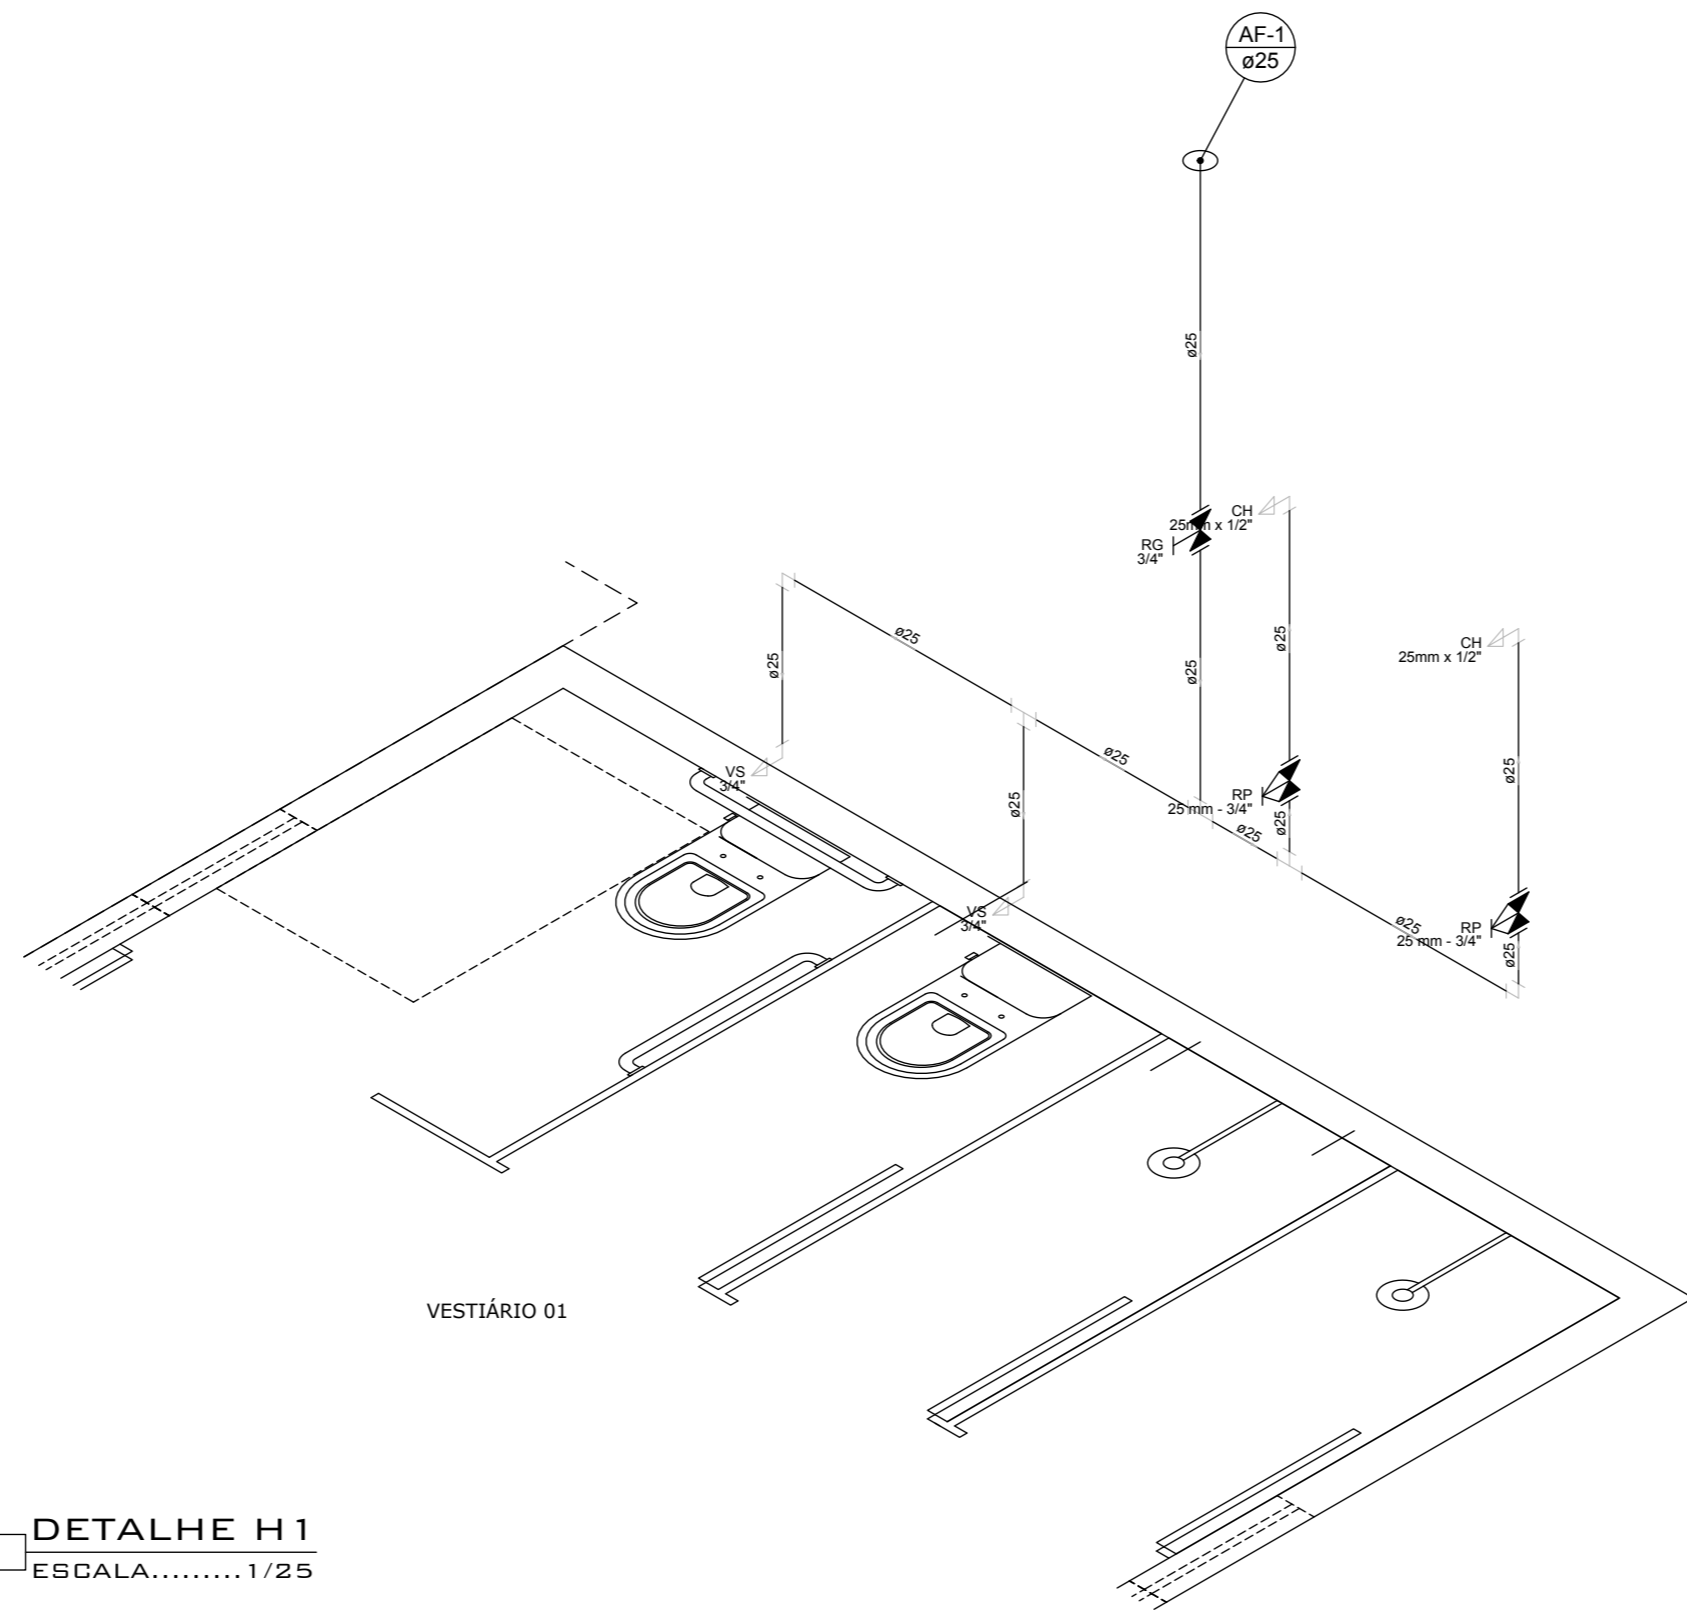 AF-1
ø25
ø25
CH
25mm x 1/2"
RG
3/4"
ø25
ø25
ø25
ø25
CH
25mm x 1/2"
VS
3/4"
ø25
ø25
ø25
RP
25 mm - 3/4"
ø25
ø25
VS
3/4"
ø25
RP
25 mm - 3/4"
ø25
VESTIÁRIO 01
DETALHE H1
ESCALA.........1/25